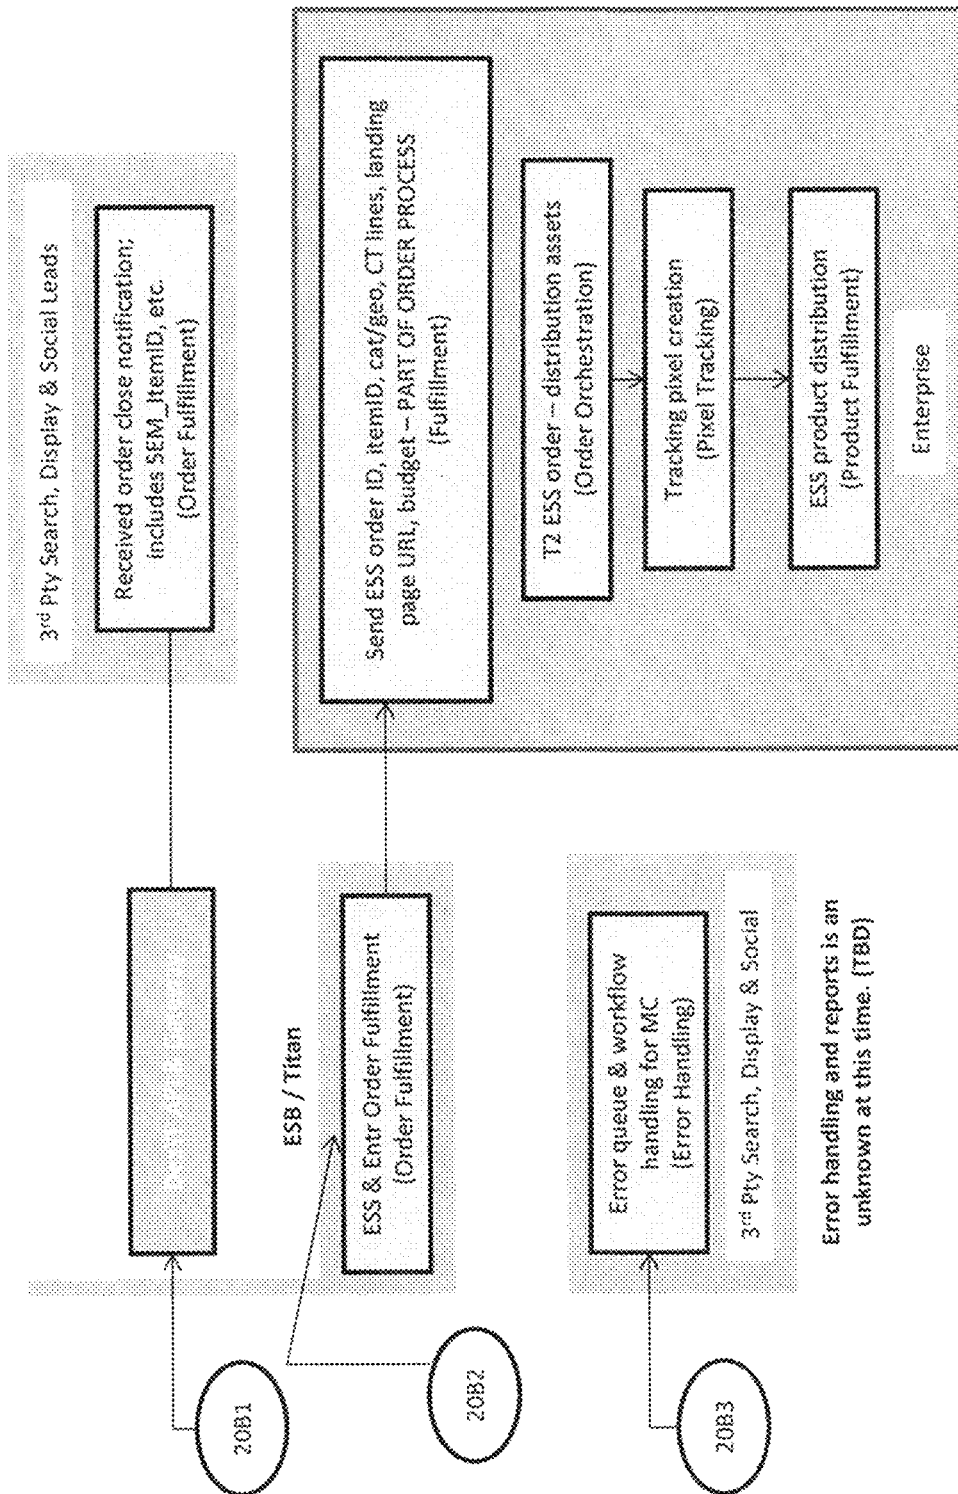 3rd Pty Search, Display & Social Leads
Received order close notification;
includes SEM_ItemID, etc.
(Order Fulfillment)
20B1
ESB / Titan
ESS & Entr Order Fulfillment
(Order Fulfillment)
20B2
Send ESS order ID, itemID, cat/geo, CT lines, landing
page URL, budget – PART OF ORDER PROCESS
(Fulfillment)
T2 ESS order – distribution assets
(Order Orchestration)
Tracking pixel creation
(Pixel Tracking)
ESS product distribution
(Product Fulfillment)
Enterprise
20B3
Error queue & workflow
handling for MC
(Error Handling)
3rd Pty Search, Display & Social
Error handling and reports is an
unknown at this time. (TBD)